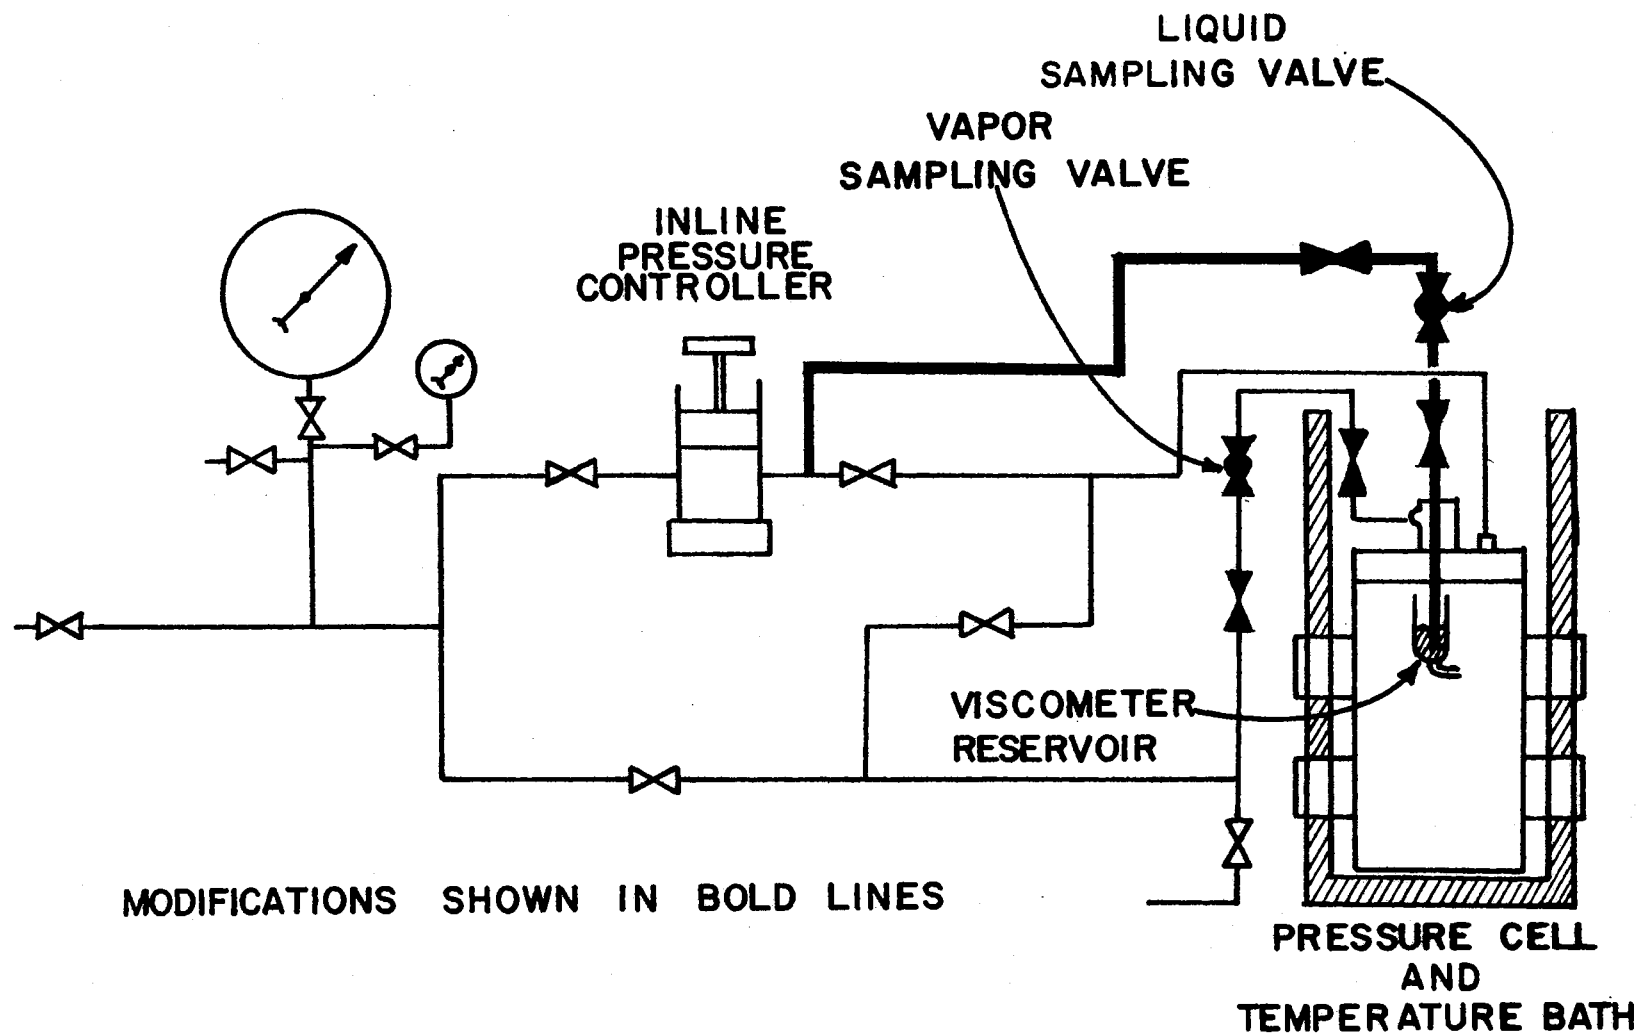 LIQUID
SAMPLING VALVE
VAPOR
SAMPLING VALVE
INLINE
PRESSURE
CONTROLLER
VISCOMETER
RESERVOIR
MODIFICATIONS SHOWN IN BOLD LINES
PRESSURE CELL
AND
TEMPERATURE BATH